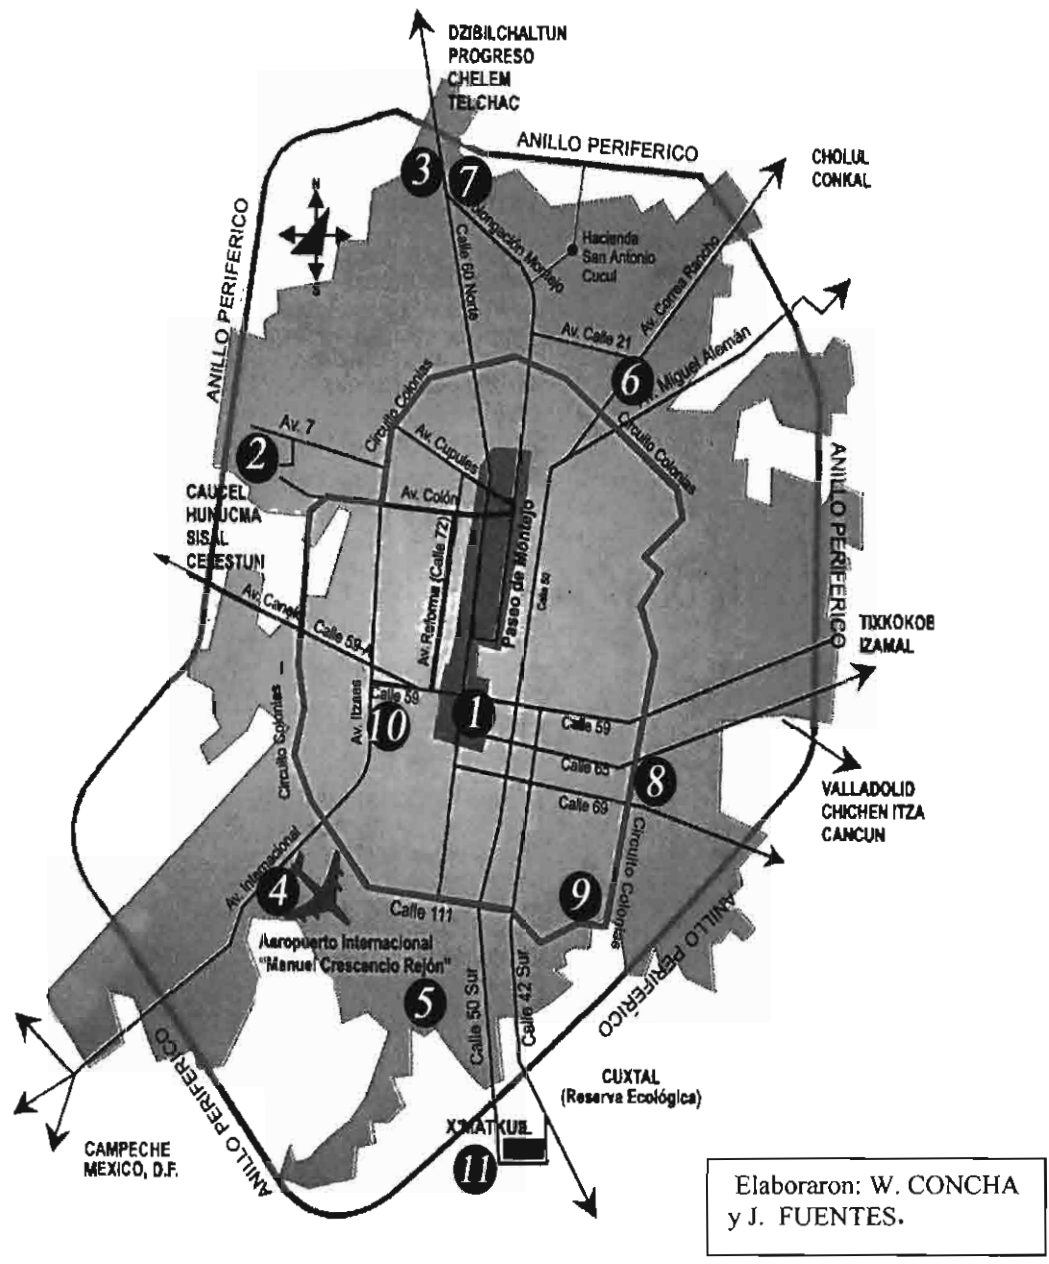 DZIBILCHALTUN
PROGRESO
CHELEM
TELCHAC
ANILLO PERIFERICO
CHOLUL
CONKAL
3
7
N
S
ANILLO PERIFERICO
Prolongación Montejo
Calle 60 Norte
Hacienda
San Antonio
Cucul
Av. Correa Rancho
Av. Calle 21
Av. Miguel Alemán
6
Circuito Colonias
Circuito Colonias
Av. 7
2
Av. Cupules
Av. Colón
CAUCEL
HUNUCMA
SISAL
CELESTUN
ANILLO PERIFERICO
Av. Reforma (Calle 72)
Paseo de Montejo
Calle 50
Calle 59-A
TIXKOKOB
IZAMAL
Circuito Colonias
Av. Itzaes
Calle 59
1
10
Calle 59
Calle 65
8
Calle 69
VALLADOLID
CHICHEN ITZA
CANCUN
Circuito Colonias
Av. Internacional
4
9
Calle 111
Aeropuerto Internacional
"Manuel Crescencio Rejón"
5
Calle 50 Sur
Calle 42 Sur
ANILLO PERIFERICO
ANILLO PERIFERICO
CUXTAL
(Reserva Ecológica)
X'MATKUIL
11
CAMPECHE
MEXICO, D.F.
ANILLO PERIFERICO
Elaboraron: W. CONCHA
y J. FUENTES.